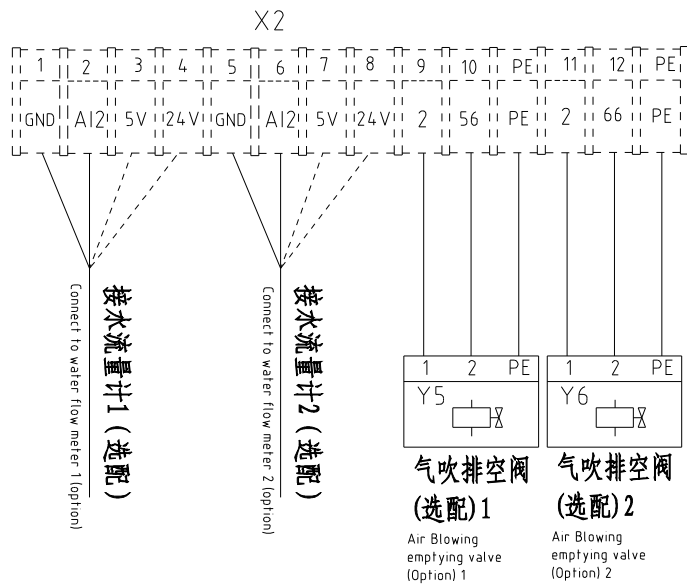 X2
1 2 3 4 5 6 7 8 9 10 PE 11 12 PE
GND AI2 5V 24V GND AI2 5V 24V 2 56 PE 2 66 PE
接水流量计1(选配)
Connect to water flow meter 1 (option)
接水流量计2(选配)
Connect to water flow meter 2 (option)
1 2 PE
Y5
气吹排空阀
(选配)1
Air Blowing
emptying valve
(Option) 1
1 2 PE
Y6
气吹排空阀
(选配)2
Air Blowing
emptying valve
(Option) 2